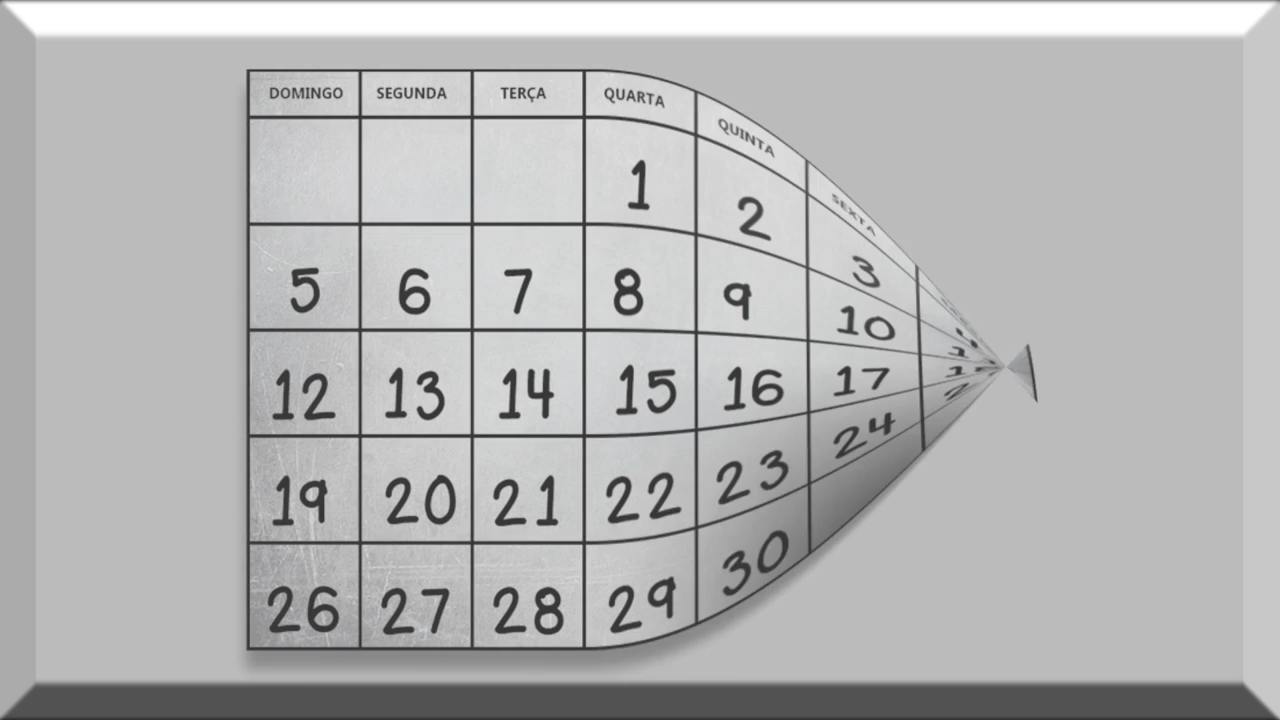 DOMINGO SEGUNDA TERÇA QUARTA QUINTA SEXTA
1 2 3
5 6 7 8 9 10
12 13 14 15 16 17
19 20 21 22 23 24
26 27 28 29 30